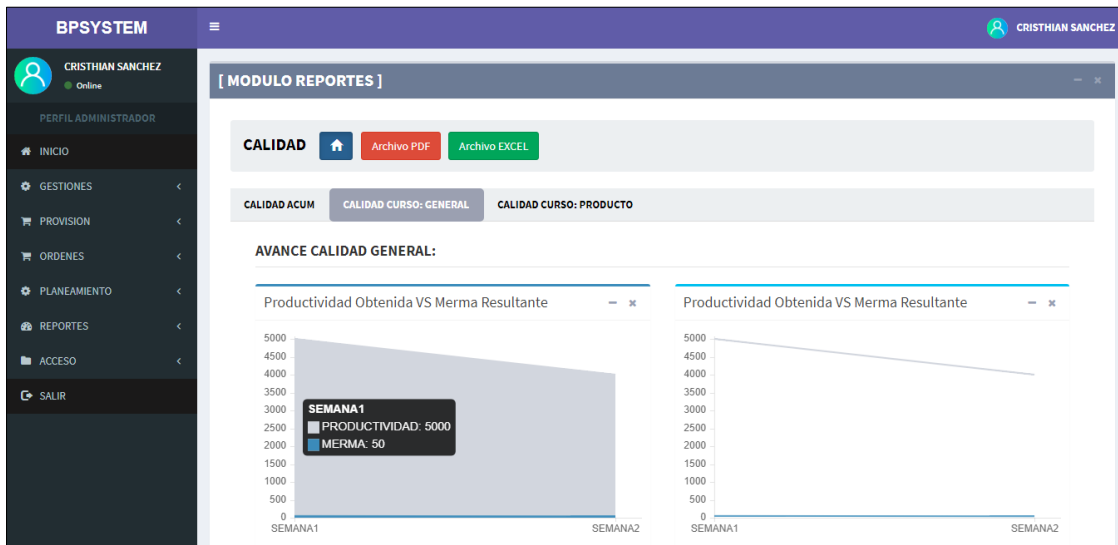 BPSYSTEM
CRISTHIAN SANCHEZ
CRISTHIAN SANCHEZ
Online
PERFIL ADMINISTRADOR
INICIO
GESTIONES
PROVISION
ORDENES
PLANEAMIENTO
REPORTES
ACCESO
SALIR
[ MODULO REPORTES ]
CALIDAD Archivo PDF Archivo EXCEL
CALIDAD ACUM CALIDAD CURSO: GENERAL CALIDAD CURSO: PRODUCTO
AVANCE CALIDAD GENERAL:
Productividad Obtenida VS Merma Resultante
5000
4500
4000
3500
3000
2500
2000
1500
1000
500
0
SEMANA1
PRODUCTIVIDAD: 5000
MERMA: 50
SEMANA1 SEMANA2
Productividad Obtenida VS Merma Resultante
5000
4500
4000
3500
3000
2500
2000
1500
1000
500
0
SEMANA1 SEMANA2